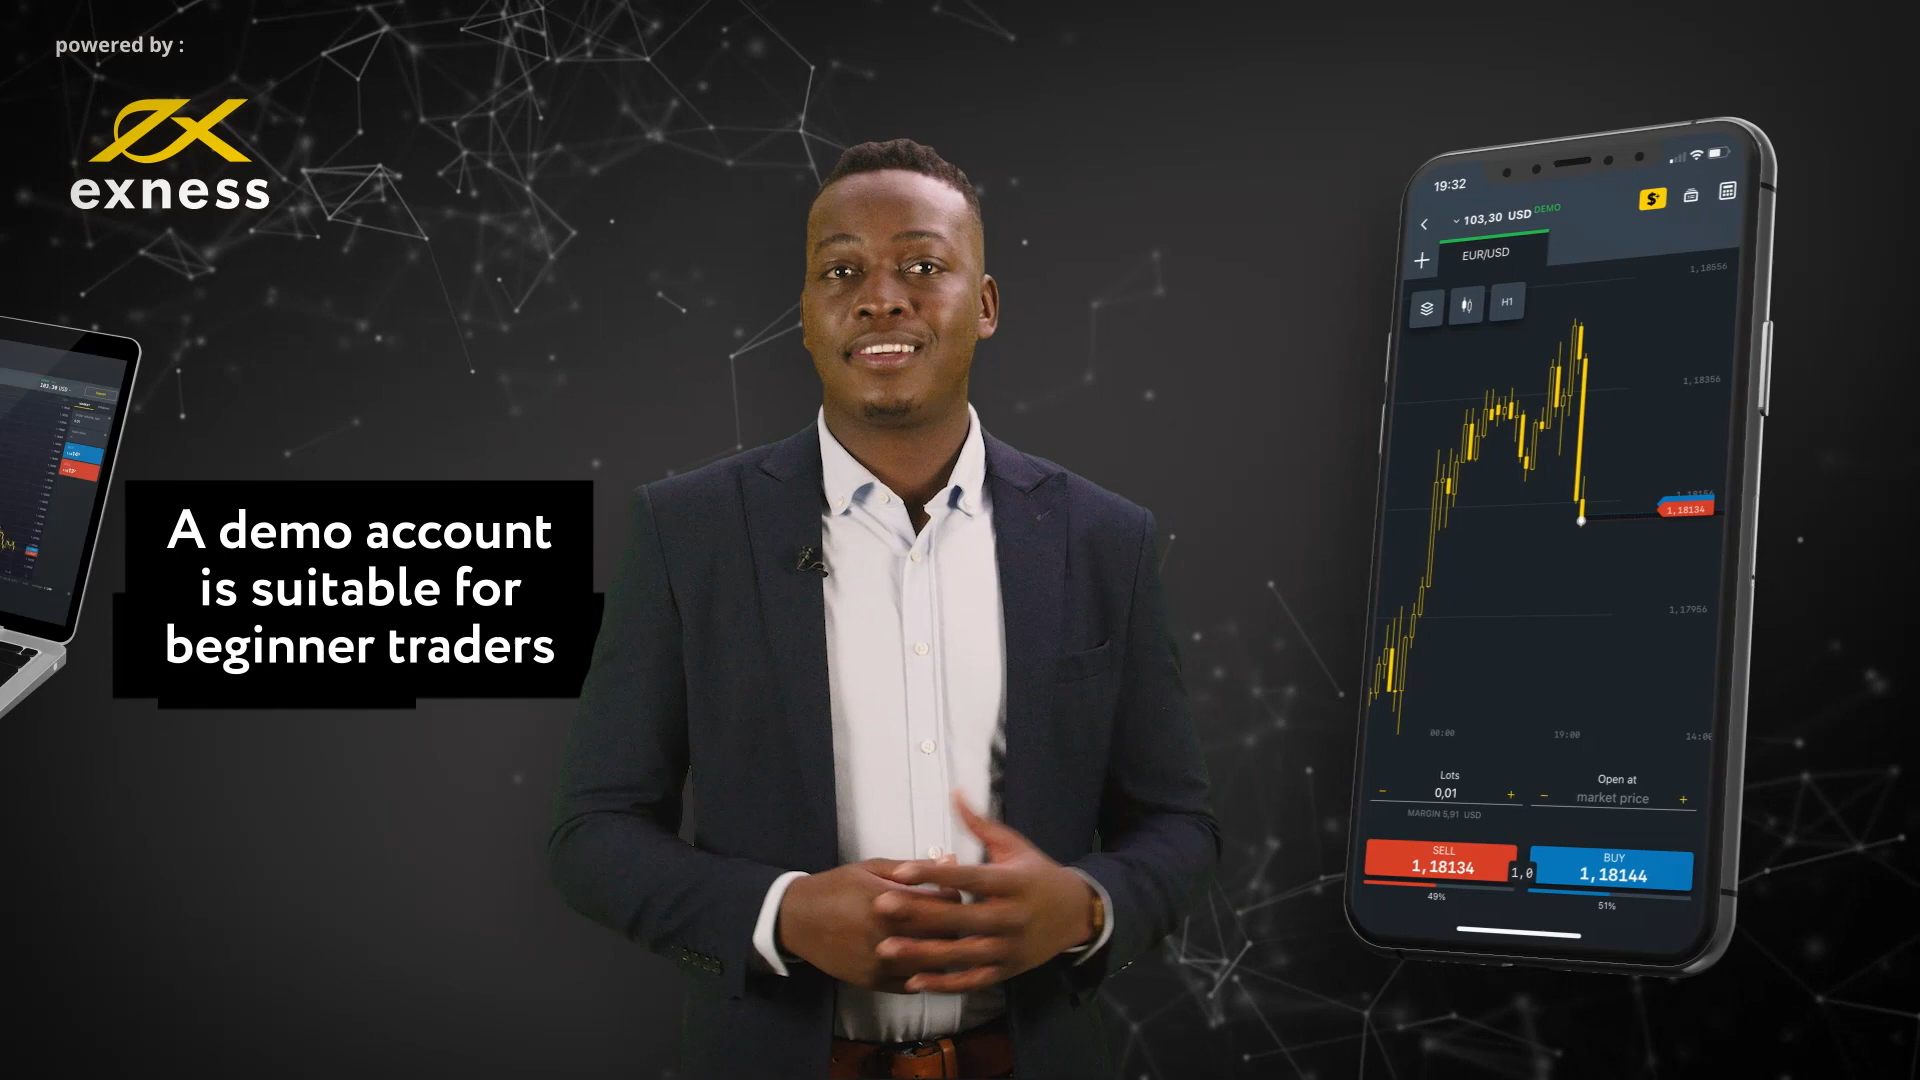 powered by :
exness
A demo account
is suitable for
beginner traders
19:32
103,30 USD DEMO
EUR/USD
H1
1,18556
1,18356
1,18134
1,17956
00:00
19:00
Lots
0,01
MARGIN 5,91 USD
Open at
market price
SELL
1,18134
1,0
BUY
1,18144
49%
51%